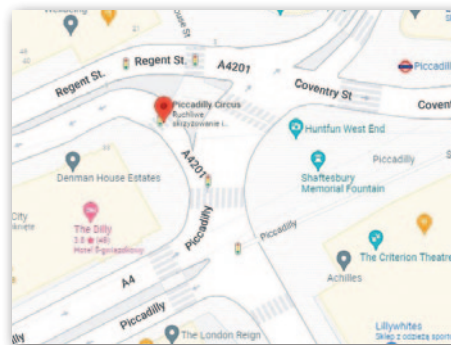 Regent St.
A4201
Regent St.
Piccadilly
Coventry St
Piccadilly Circus
Ruchliwe
skrzyżowanie i...
Huntfun West End
A4201
Piccadilly
Denman House Estates
Shaftesbury
Memorial Fountain
City
The Dilly
3.8 ★ (48)
Hotel 5-gwiazdkowy
Piccadilly
Piccadilly
The Criterion Theatre
A4
Achilles
Piccadilly
The London Reign
Lillywhites
Sklep z odzieżą sport